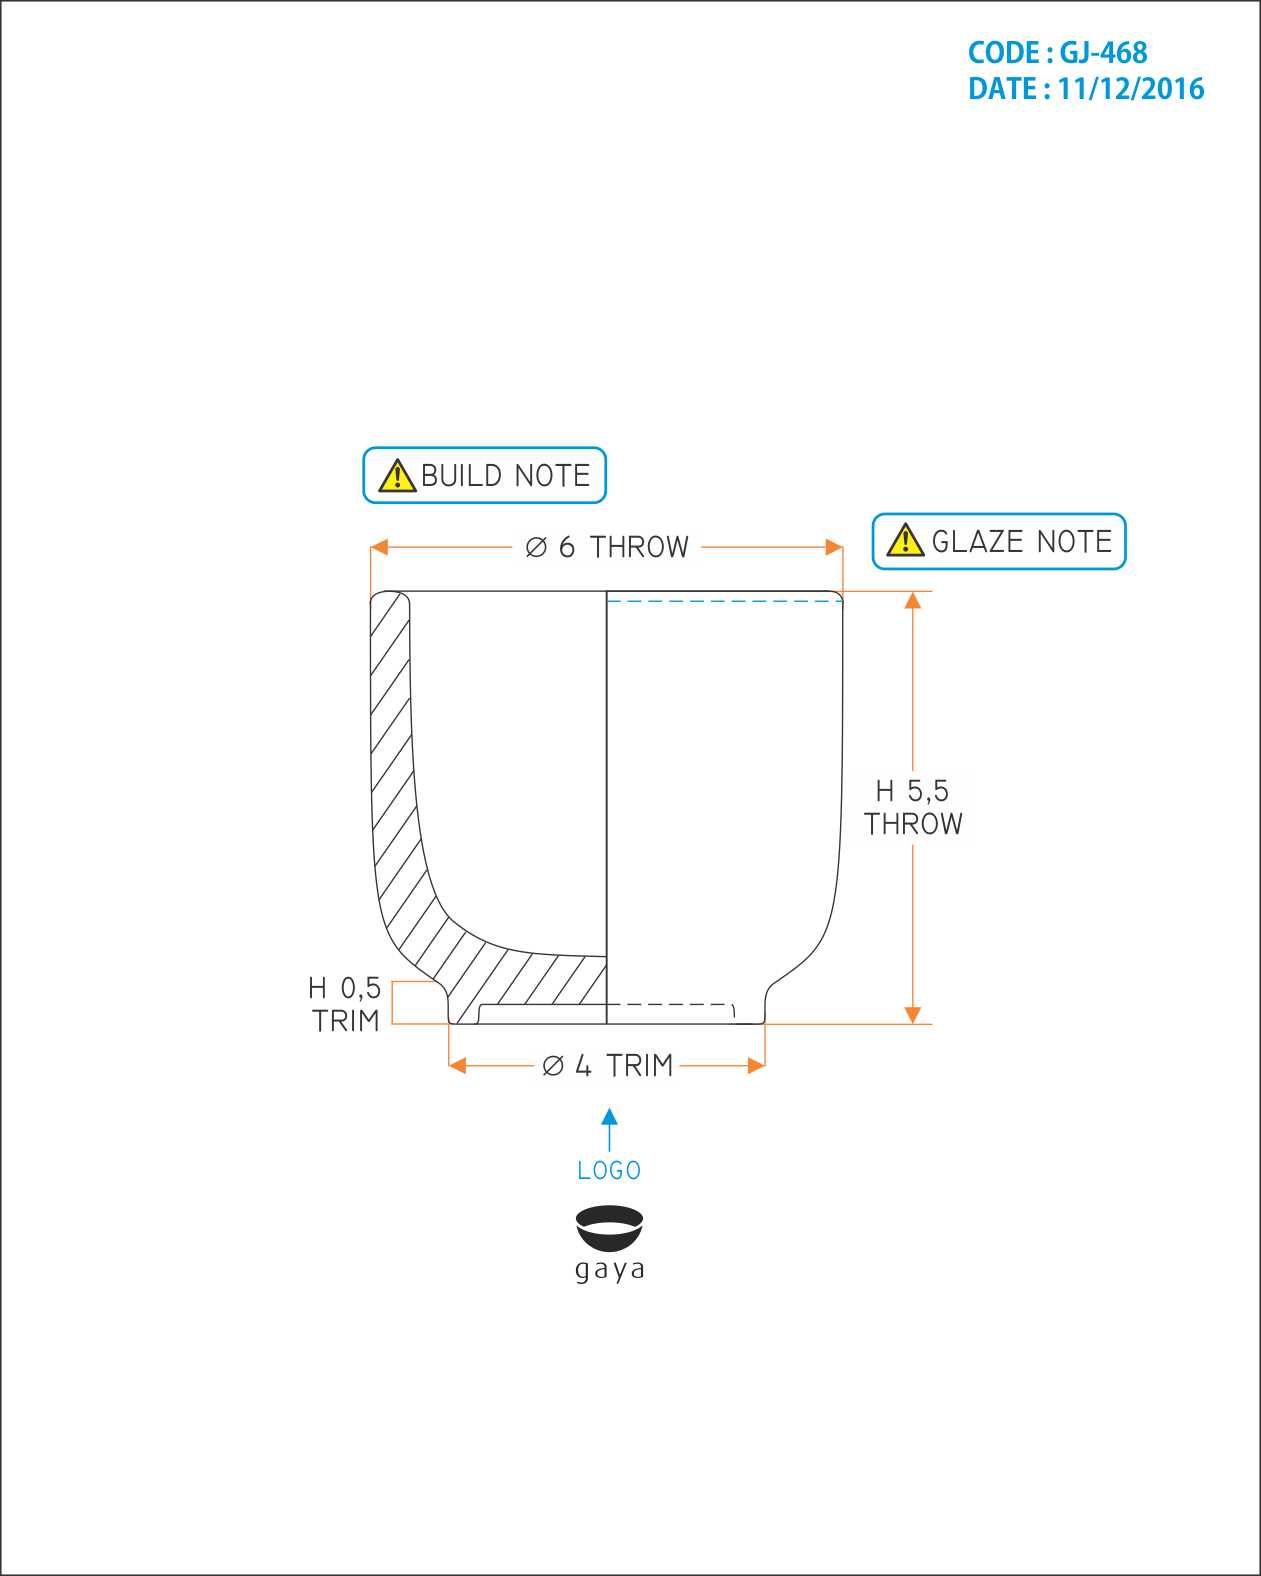 CODE : GJ-468
DATE : 11/12/2016
BUILD NOTE
GLAZE NOTE
∅ 6 THROW
H 5,5
THROW
H 0,5
TRIM
∅ 4 TRIM
LOGO
gaya